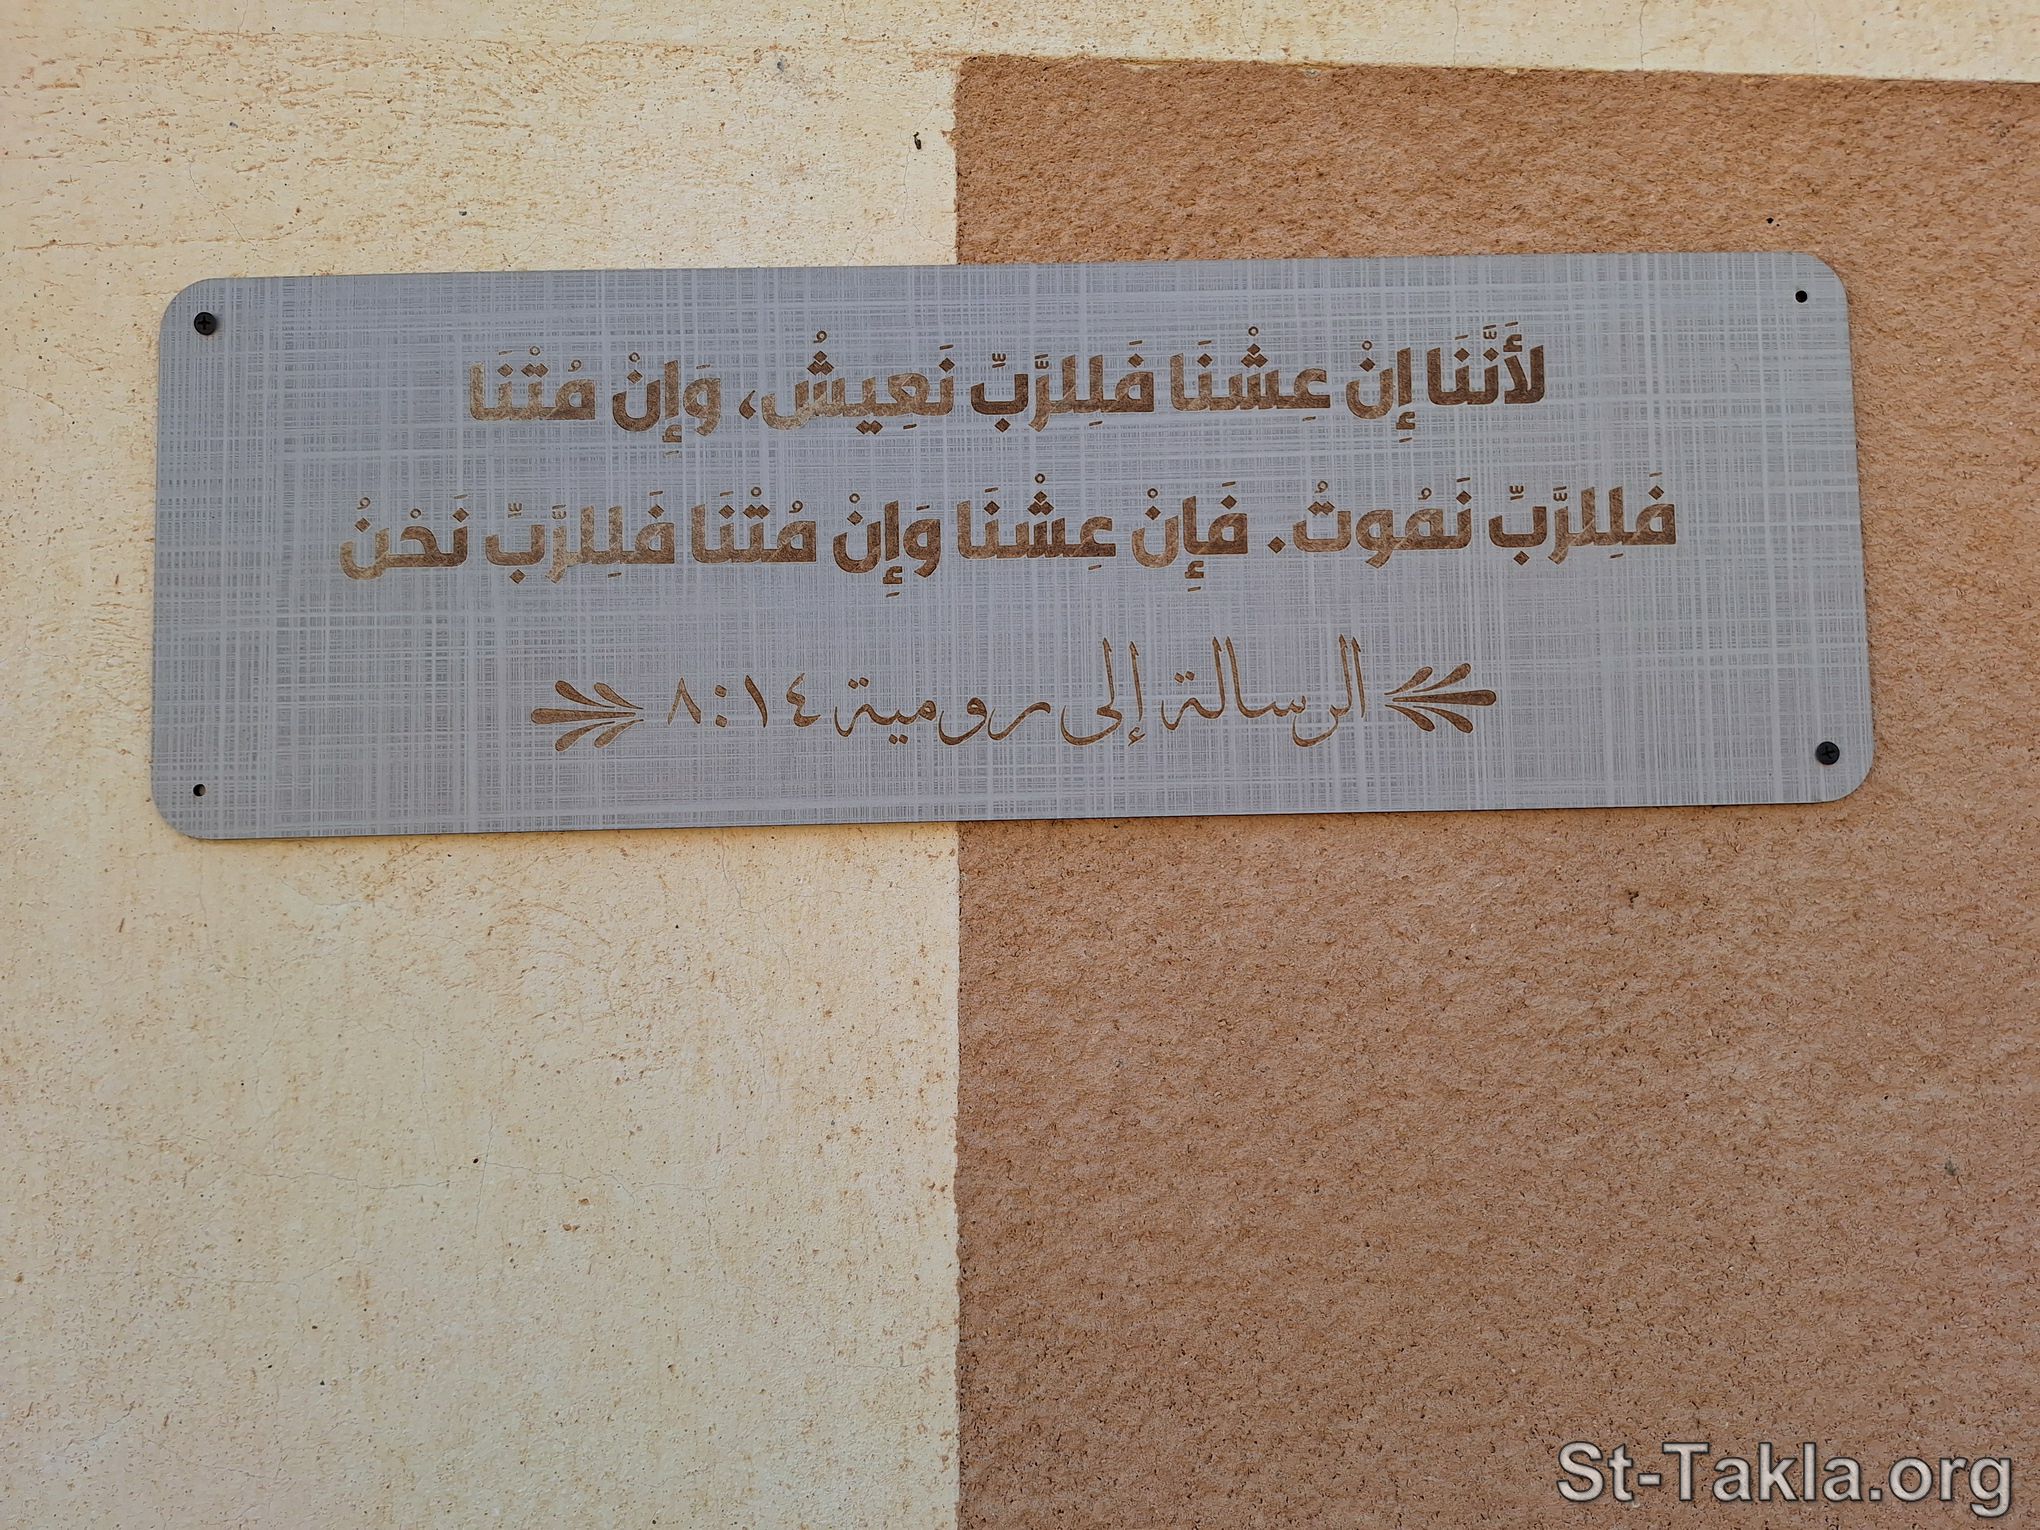 لأَنَّنَا إِنْ عِشْنَا فَلِلرَّبِّ نَعِيشُ، وَإِنْ مُتْنَا
فَلِلرَّبِّ نَمُوتُ. فَإِنْ عِشْنَا وَإِنْ مُتْنَا فَلِلرَّبِّ نَحْنُ
الرسالة إلى رومية ١٤:٨
St-Takla.org